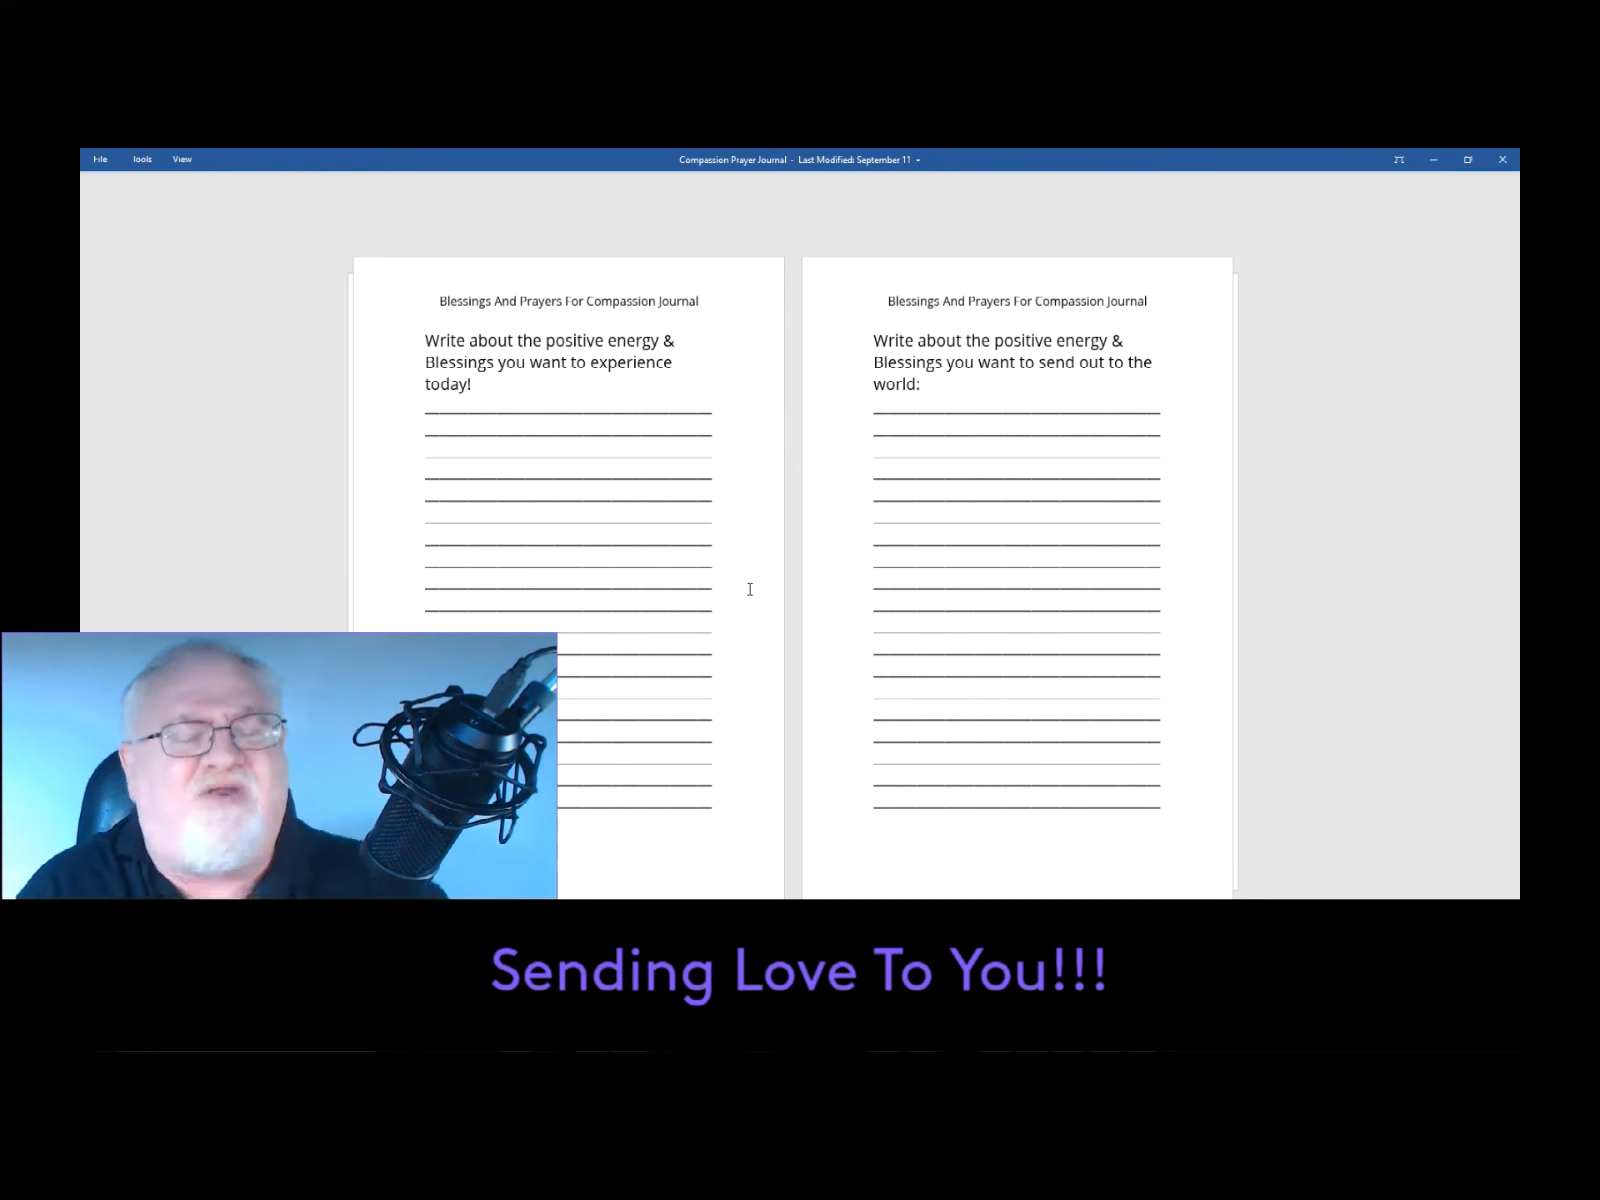 File Tools View Compassion Prayer Journal - Last Modified: September 11
Blessings And Prayers For Compassion Journal
Write about the positive energy &
Blessings you want to experience
today!
Blessings And Prayers For Compassion Journal
Write about the positive energy &
Blessings you want to send out to the
world:
Sending Love To You!!!